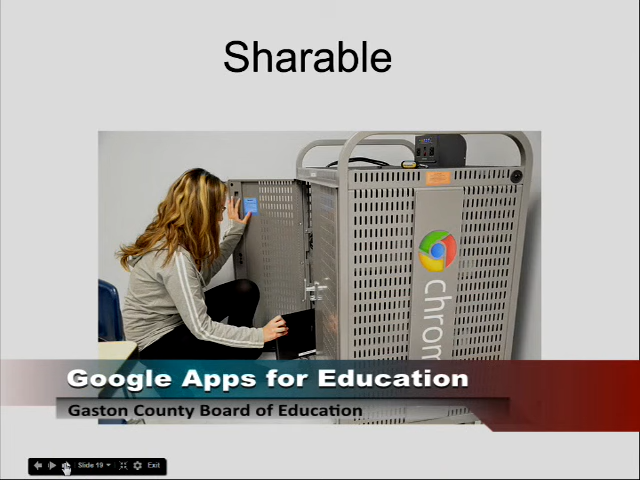 Sharable
chrom
Google Apps for Education
Gaston County Board of Education
Slide 19
Exit